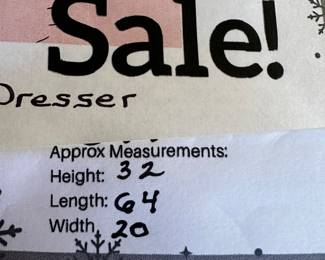 Sale!
Dresser
Approx Measurements:
Height: 32
Length: 64
Width, 20